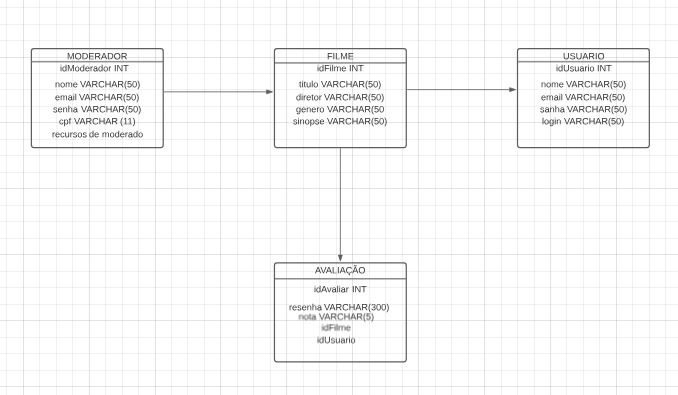 MODERADOR
idModerador INT
nome VARCHAR(50)
email VARCHAR(50)
senha VARCHAR(50)
cpf VARCHAR (11)
recursos de moderado
FILME
idFilme INT
titulo VARCHAR(50)
diretor VARCHAR(50)
genero VARCHAR(50
sinopse VARCHAR(50)
USUARIO
idUsuario INT
nome VARCHAR(50)
email VARCHAR(50)
sanha VARCHAR(50)
login VARCHAR(50)
AVALIAÇÃO
idAvaliar INT
resenha VARCHAR(300)
nota VARCHAR(5)
idFilme
idUsuario